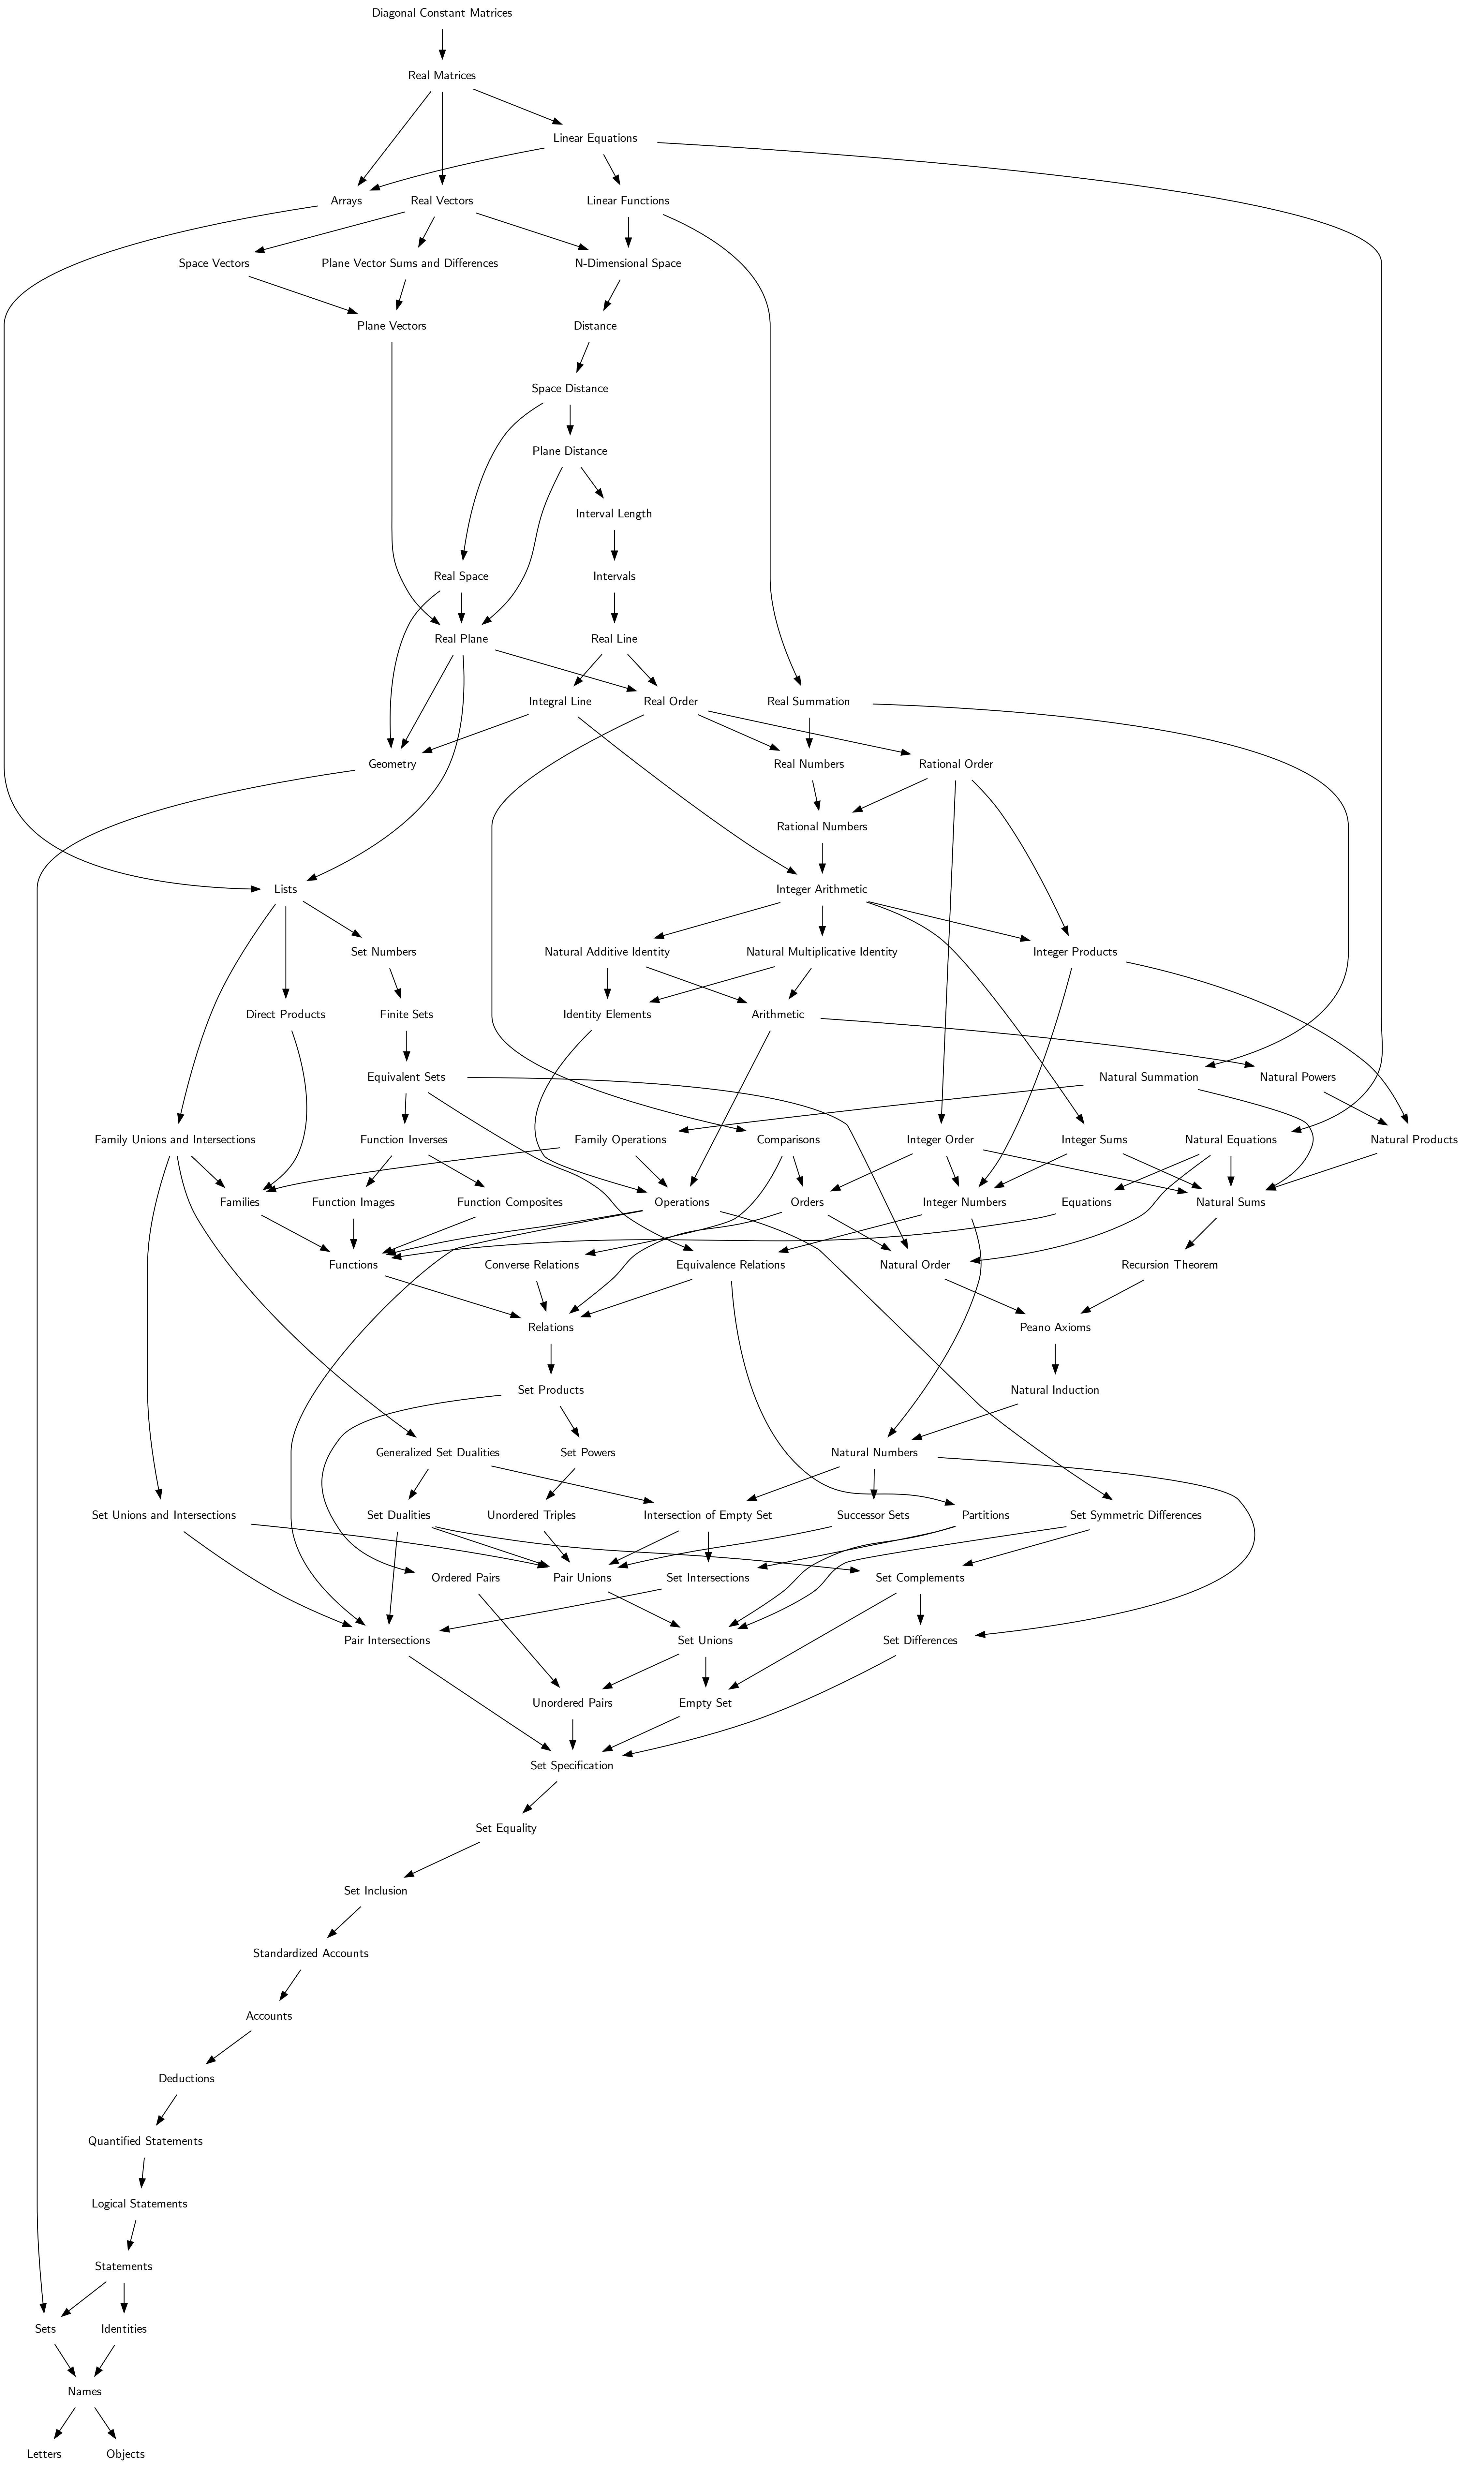 Diagonal Constant Matrices
Real Matrices
Linear Equations
Arrays
Real Vectors
Linear Functions
Space Vectors
Plane Vector Sums and Differences
N-Dimensional Space
Plane Vectors
Distance
Space Distance
Plane Distance
Interval Length
Real Space
Intervals
Real Plane
Real Line
Integral Line
Real Order
Real Summation
Geometry
Real Numbers
Rational Order
Rational Numbers
Lists
Integer Arithmetic
Set Numbers
Natural Additive Identity
Natural Multiplicative Identity
Integer Products
Direct Products
Finite Sets
Identity Elements
Arithmetic
Equivalent Sets
Natural Summation
Natural Powers
Family Unions and Intersections
Function Inverses
Family Operations
Comparisons
Integer Order
Integer Sums
Natural Equations
Natural Products
Families
Function Images
Function Composites
Operations
Orders
Integer Numbers
Equations
Natural Sums
Functions
Converse Relations
Equivalence Relations
Natural Order
Recursion Theorem
Relations
Peano Axioms
Set Products
Natural Induction
Generalized Set Dualities
Set Powers
Natural Numbers
Set Unions and Intersections
Set Dualities
Unordered Triples
Intersection of Empty Set
Successor Sets
Partitions
Set Symmetric Differences
Ordered Pairs
Pair Unions
Set Intersections
Set Complements
Pair Intersections
Set Unions
Set Differences
Unordered Pairs
Empty Set
Set Specification
Set Equality
Set Inclusion
Standardized Accounts
Accounts
Deductions
Quantified Statements
Logical Statements
Statements
Sets
Identities
Names
Letters
Objects